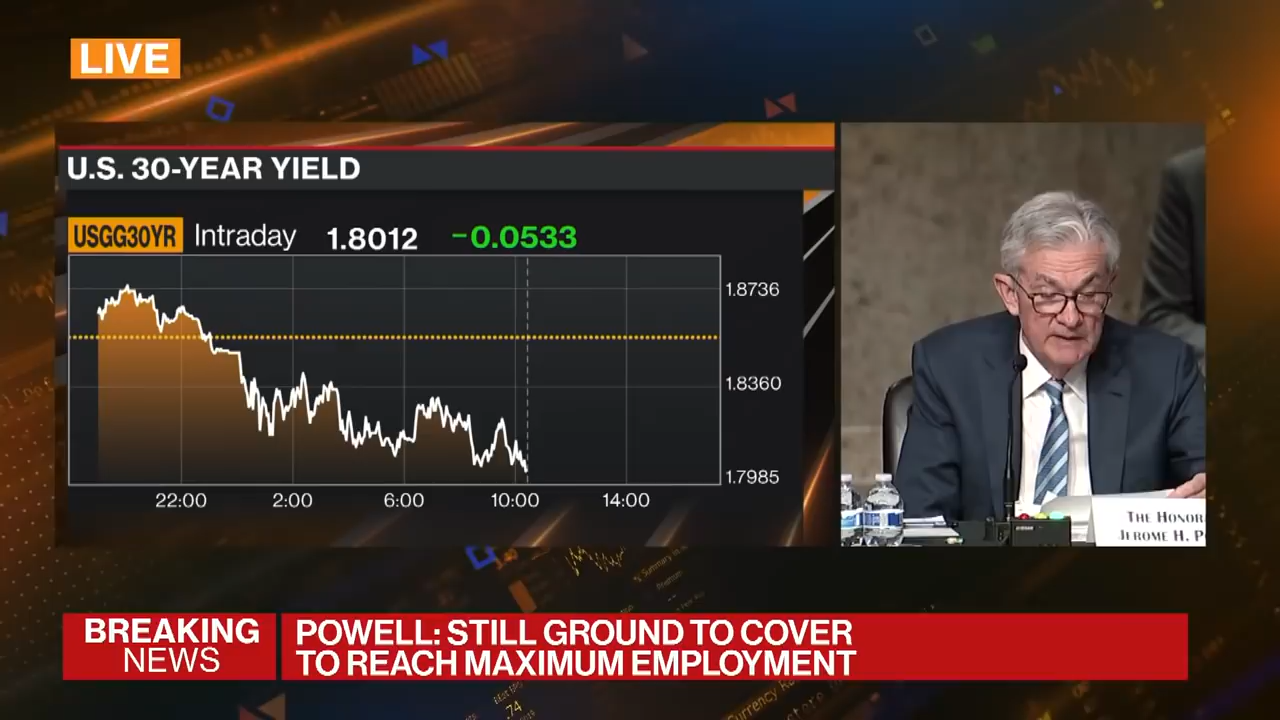 LIVE
U.S. 30-YEAR YIELD
USGG30YR Intraday 1.8012 -0.0533
1.8736
1.8360
1.7985
22:00 2:00 6:00 10:00 14:00
THE HONOR
JEROME H. P
BREAKING
NEWS
POWELL: STILL GROUND TO COVER
TO REACH MAXIMUM EMPLOYMENT